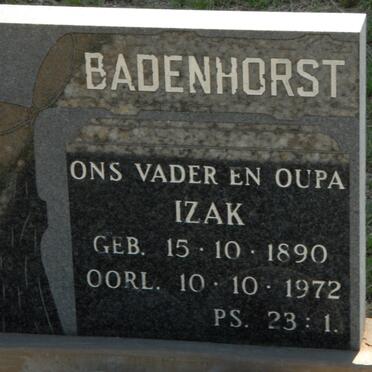 BADENHORST
ONS VADER EN OUPA
IZAK
GEB. 15·10·1890
OORL. 10·10·1972
PS. 23:1.